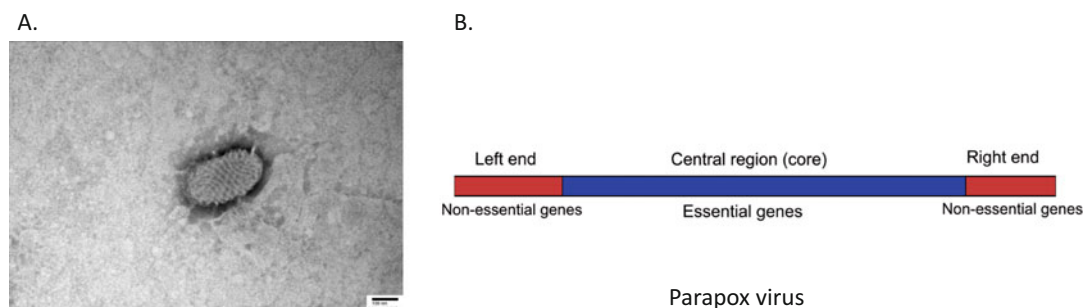 A.
B.
Left end
Central region (core)
Right end
Non-essential genes
Essential genes
Non-essential genes
Parapox virus